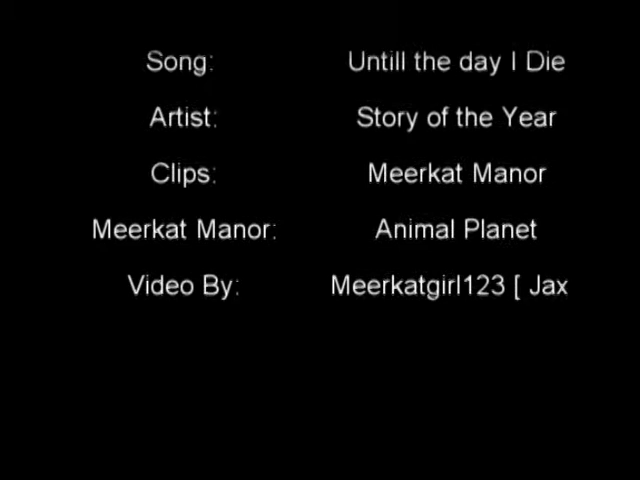 Song: Untill the day I Die
Artist: Story of the Year
Clips: Meerkat Manor
Meerkat Manor: Animal Planet
Video By: Meerkatgirl123 [ Jax